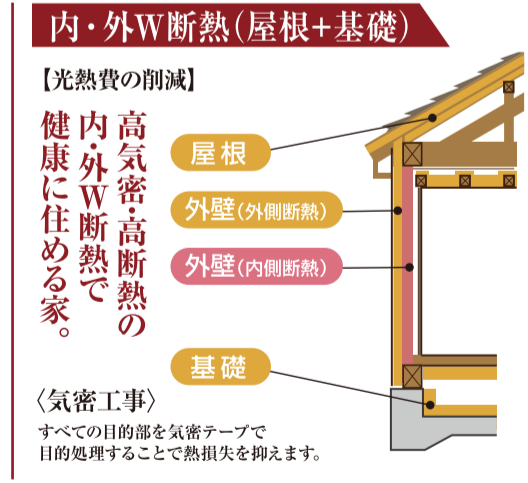 内・外W断熱(屋根+基礎)
【光熱費の削減】
高気密・高断熱の
内・外W断熱で
健康に住める家。
屋根
外壁(外側断熱)
外壁(内側断熱)
基礎
〈気密工事〉
すべての目的部を気密テープで
目的処理することで熱損失を抑えます。